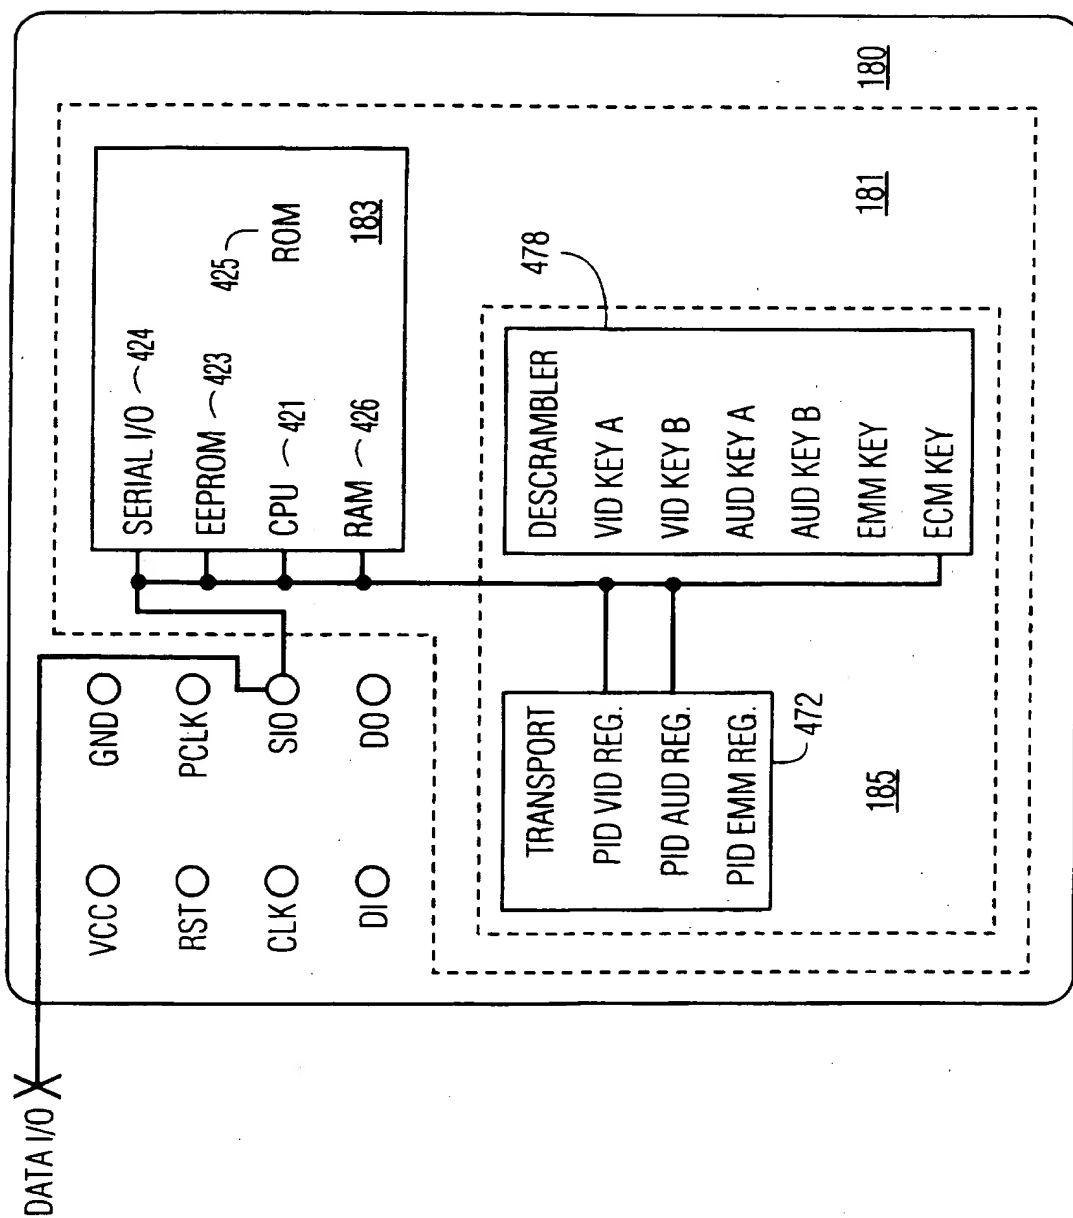 DATA I/O
VCC
GND
RST
PCLK
CLK
SIO
DI
DO
SERIAL I/O 424
EEPROM 423
425
CPU 421
ROM
RAM 426
183
TRANSPORT
PID VID REG.
PID AUD REG.
PID EMM REG.
472
185
478
DESCRAMBLER
VID KEY A
VID KEY B
AUD KEY A
AUD KEY B
EMM KEY
ECM KEY
181
180